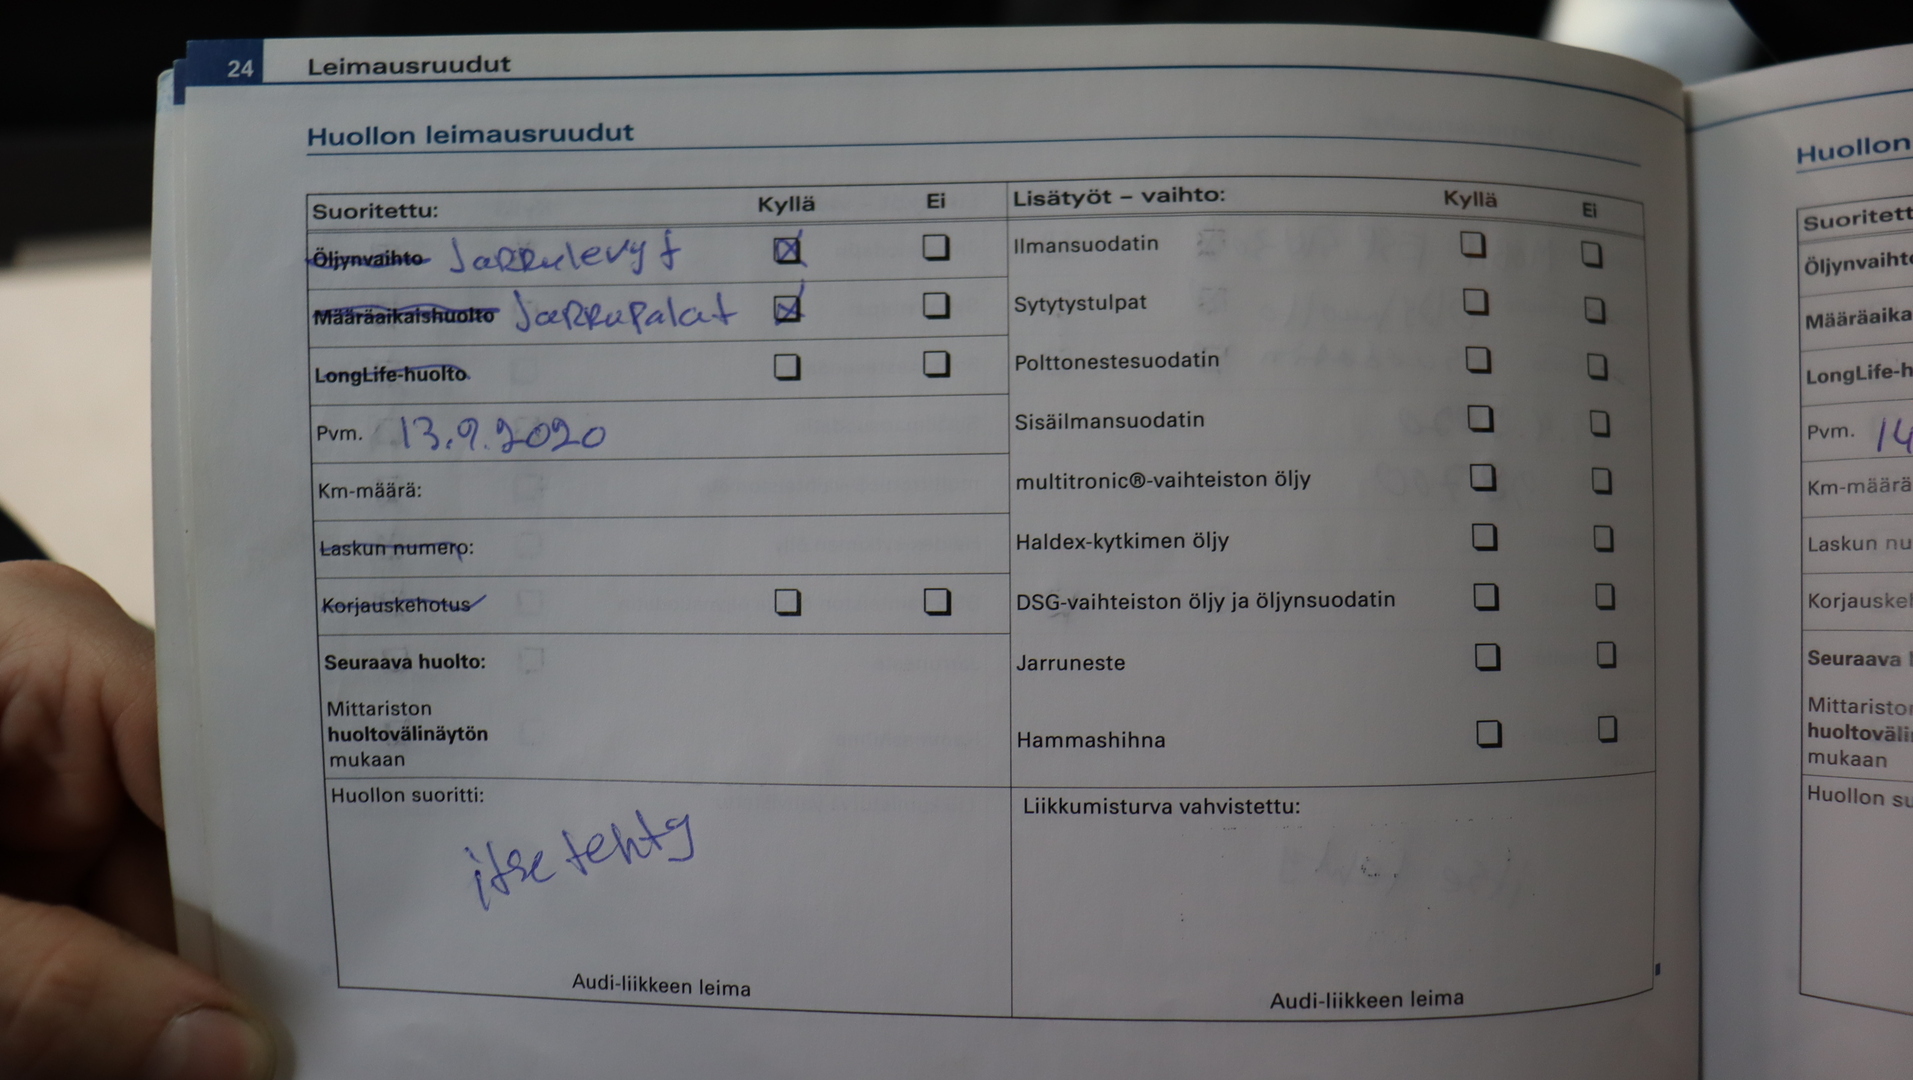 24 Leimausruudut
Huollon leimausruudut
Suoritettu: Kyllä Ei
Öljynvaihto Jarrulevyt
Määräaikaishuolto Jarrupalat
LongLife-huolto
Pvm. 13.9.2020
Km-määrä:
Laskun numero:
Korjauskehotus
Seuraava huolto:
Mittariston
huoltovälinäytön
mukaan
Huollon suoritti:
itse tehty
Audi-liikkeen leima
Lisätyöt – vaihto: Kyllä Ei
Ilmansuodatin
Sytytystulpat
Polttonestesuodatin
Sisäilmansuodatin
multitronic®-vaihteiston öljy
Haldex-kytkimen öljy
DSG-vaihteiston öljy ja öljynsuodatin
Jarruneste
Hammashihna
Liikkumisturva vahvistettu:
Audi-liikkeen leima
Huollon
Suoritett
Öljynvaihto
Määräaika
LongLife-h
Pvm. 14
Km-määrä
Laskun nu
Korjauskeh
Seuraava
Mittaristo
huoltoväli
mukaan
Huollon su